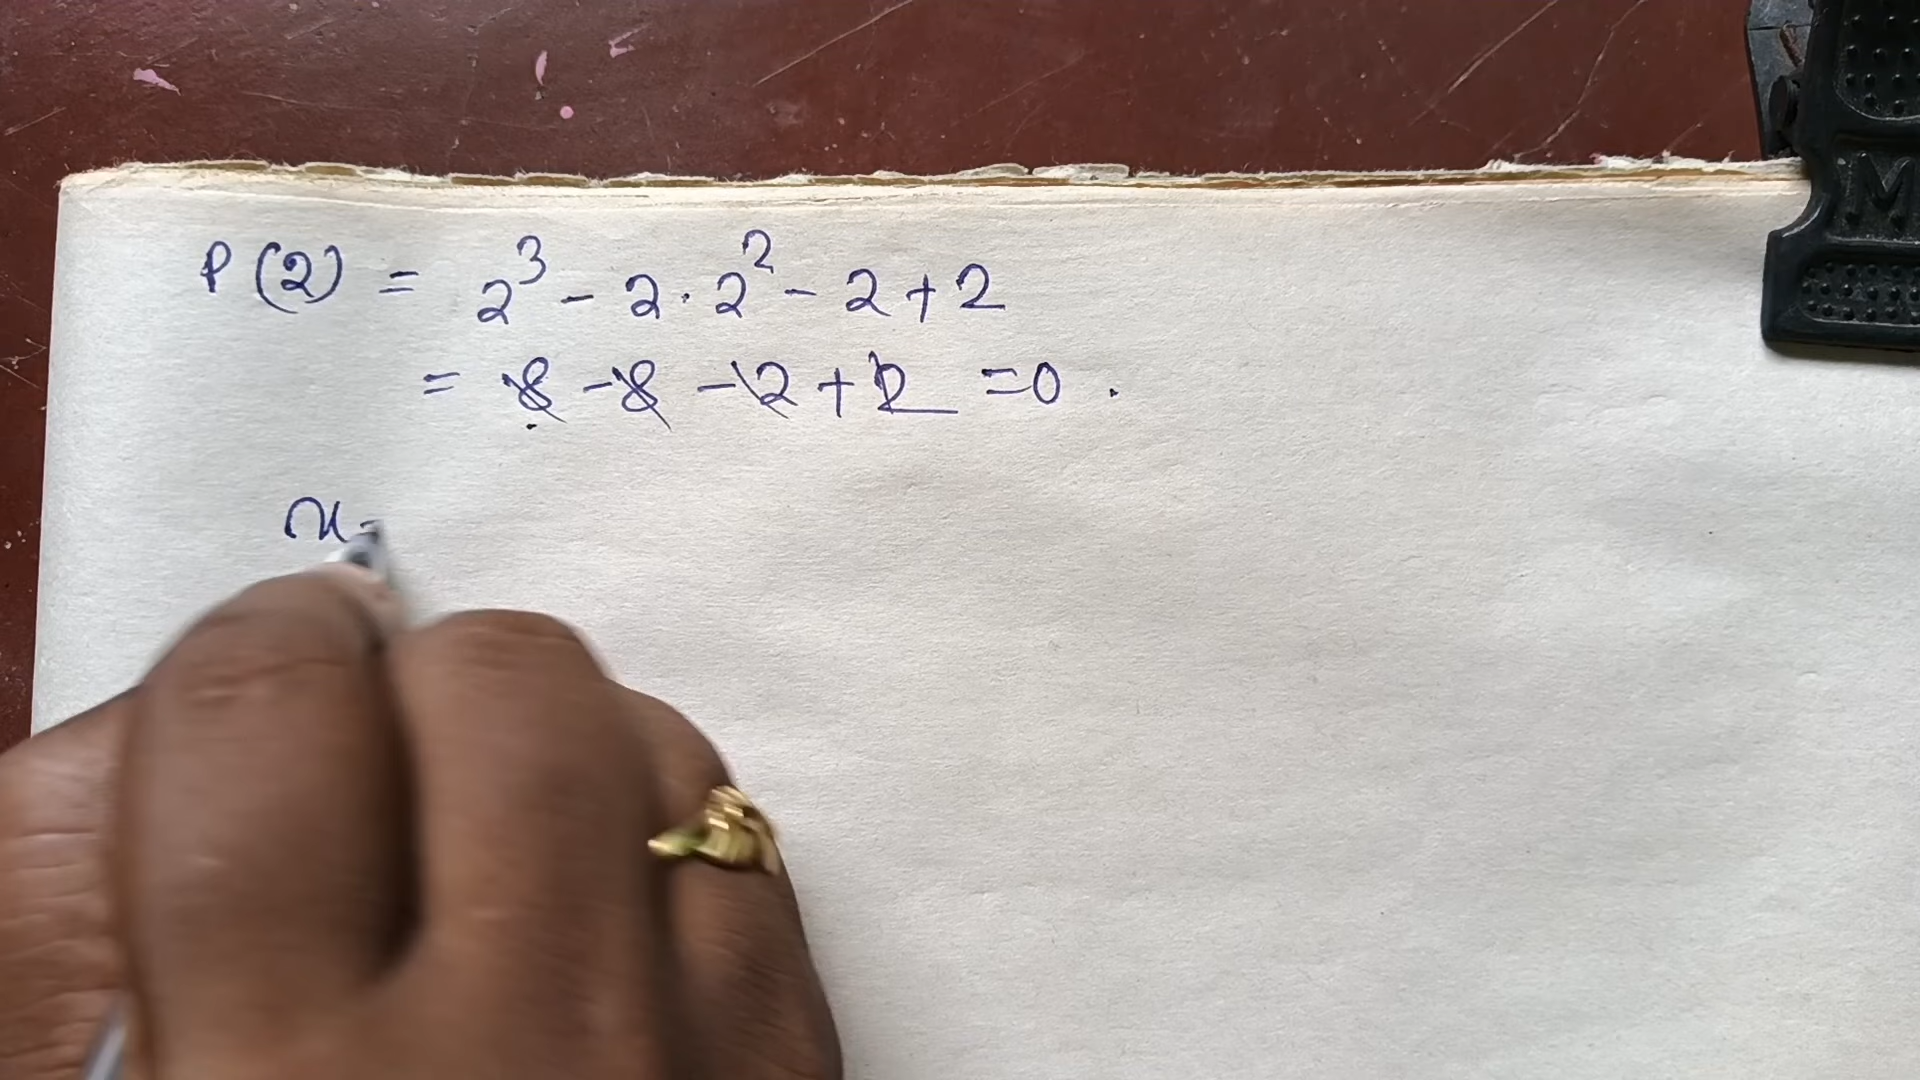 P(2) = 2³ - 2·2² - 2 + 2
= 8 - 8 - 2 + 2 = 0 .
x =
M